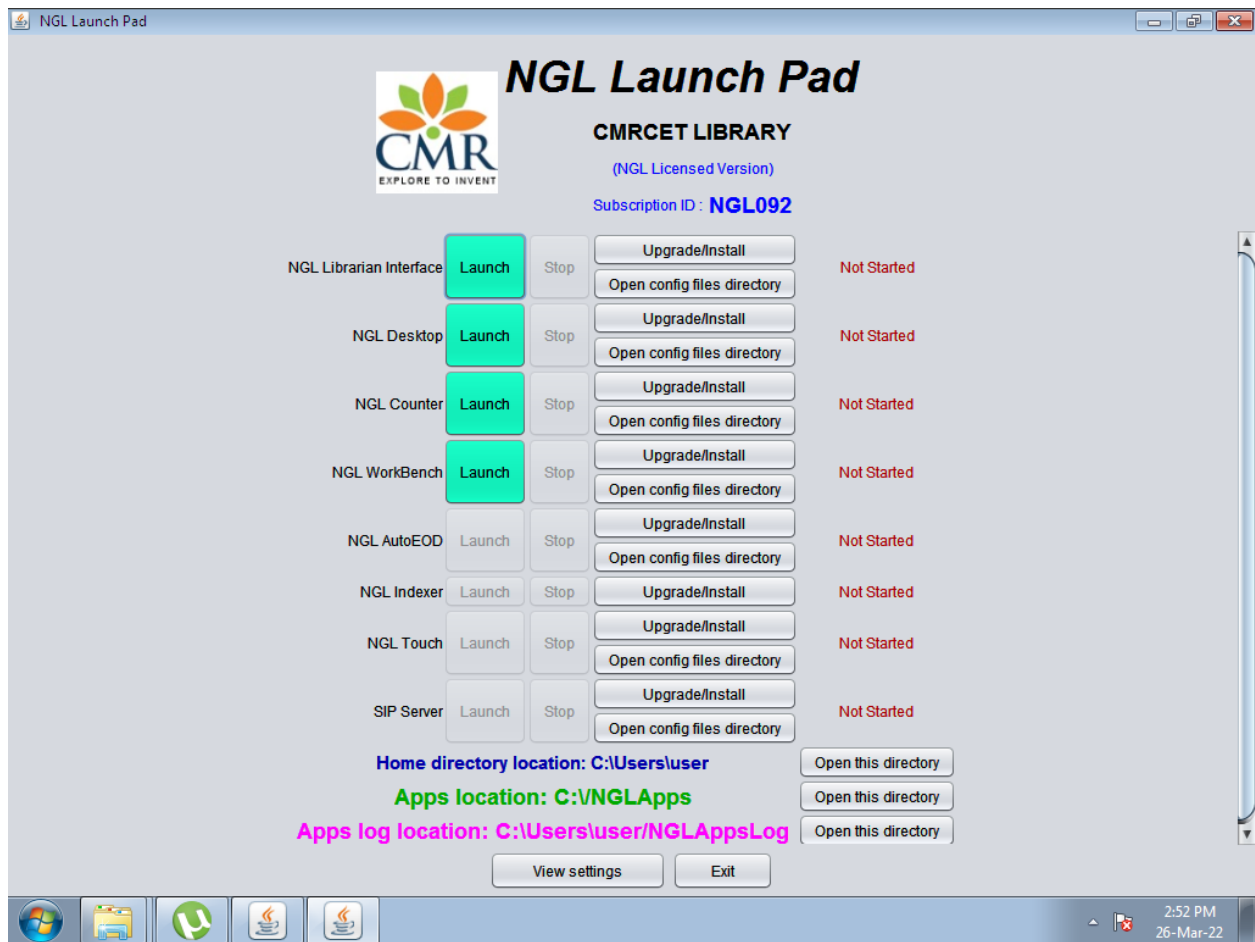 NGL Launch Pad
NGL Launch Pad
CMR
EXPLORE TO INVENT
CMRCET LIBRARY
(NGL Licensed Version)
Subscription ID : NGL092
NGL Librarian Interface Launch Stop Upgrade/Install Not Started
Open config files directory
NGL Desktop Launch Stop Upgrade/Install Not Started
Open config files directory
NGL Counter Launch Stop Upgrade/Install Not Started
Open config files directory
NGL WorkBench Launch Stop Upgrade/Install Not Started
Open config files directory
NGL AutoEOD Launch Stop Upgrade/Install Not Started
Open config files directory
NGL Indexer Launch Stop Upgrade/Install Not Started
NGL Touch Launch Stop Upgrade/Install Not Started
Open config files directory
SIP Server Launch Stop Upgrade/Install Not Started
Open config files directory
Home directory location: C:\Users\user Open this directory
Apps location: C:\/NGLApps Open this directory
Apps log location: C:\Users\user/NGLAppsLog Open this directory
View settings Exit
2:52 PM
26-Mar-22